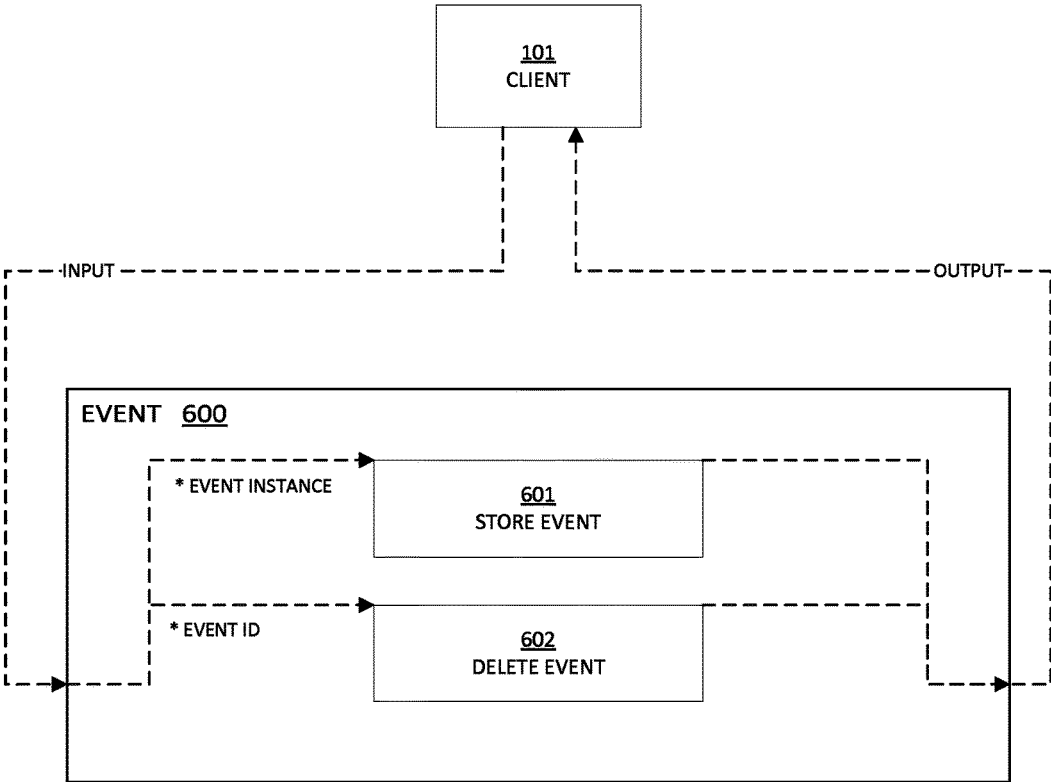 101
CLIENT
INPUT
OUTPUT
EVENT 600
* EVENT INSTANCE
601
STORE EVENT
* EVENT ID
602
DELETE EVENT